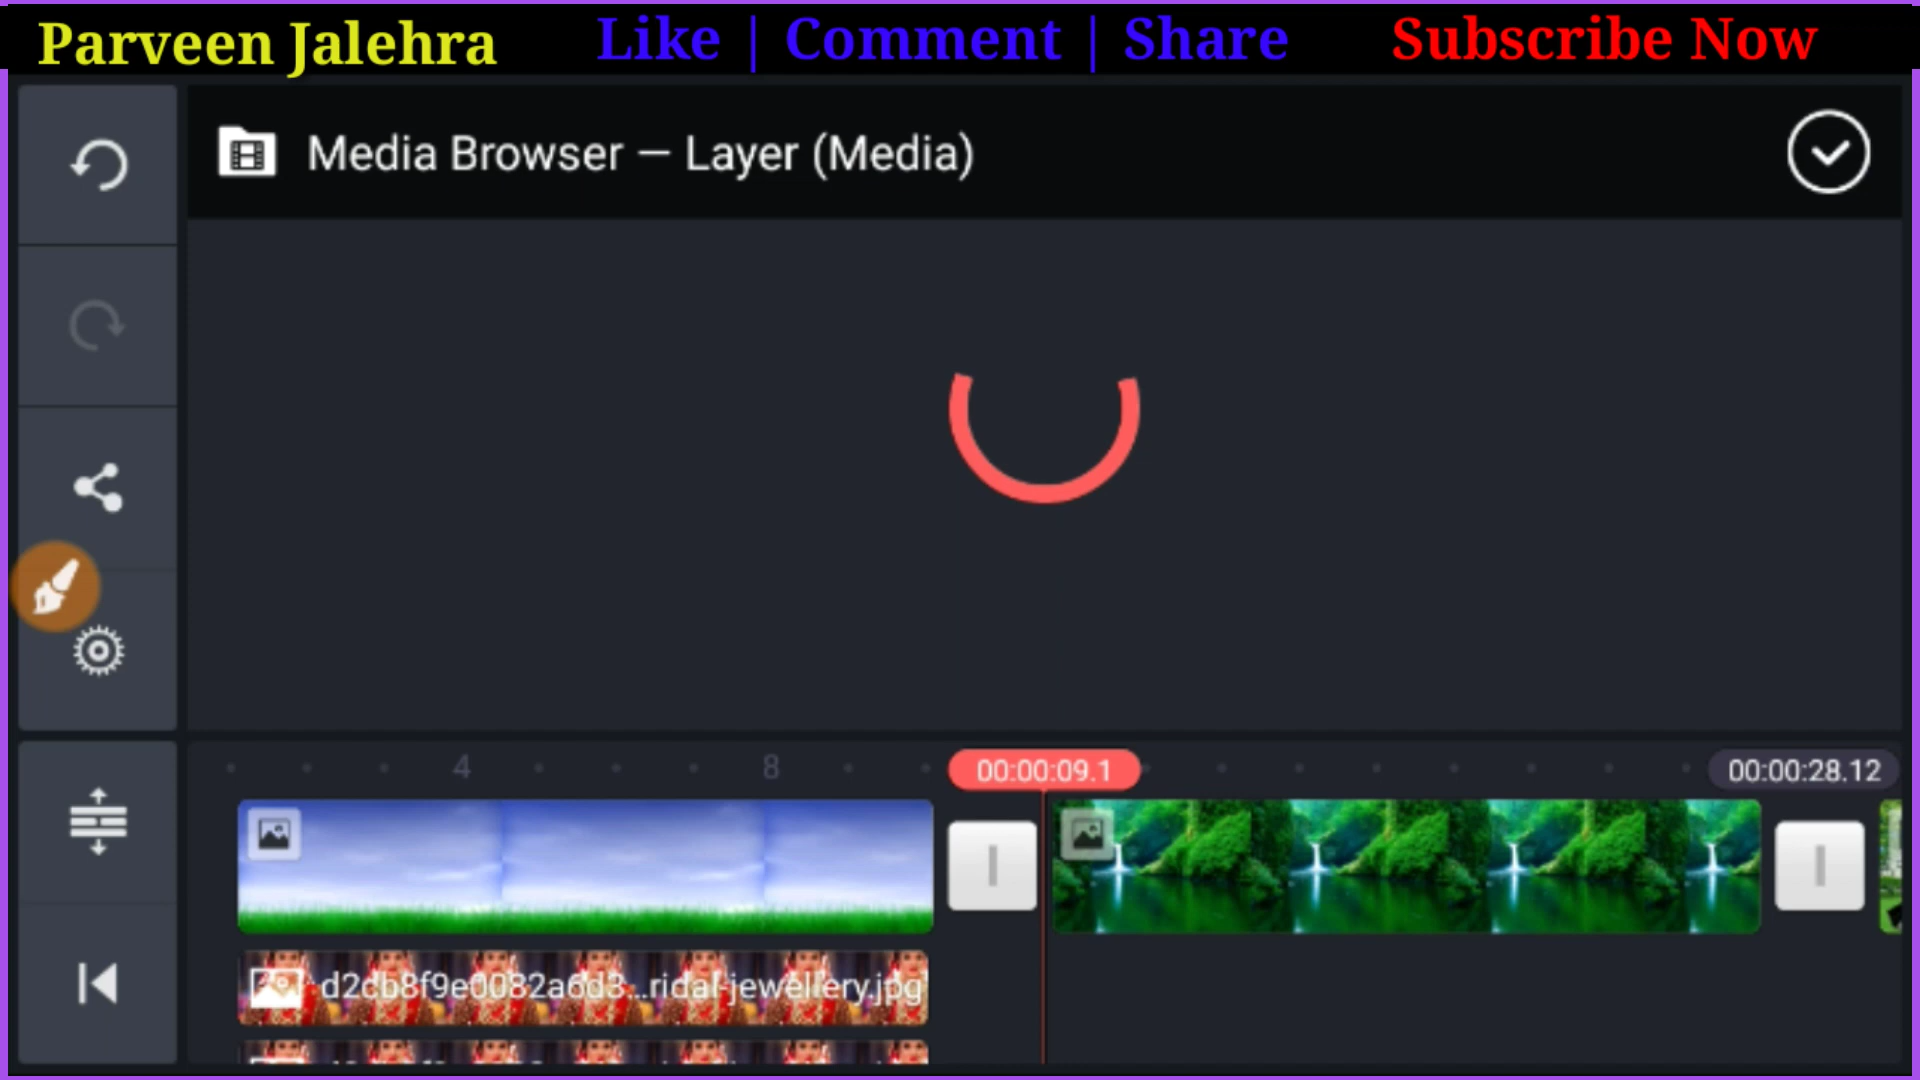 Parveen Jalehra Like | Comment | Share Subscribe Now
Media Browser — Layer (Media)
4 8 00:00:09.1 00:00:28.12
d2db8f9e0082a6d3...ridal-jewellery.jpg